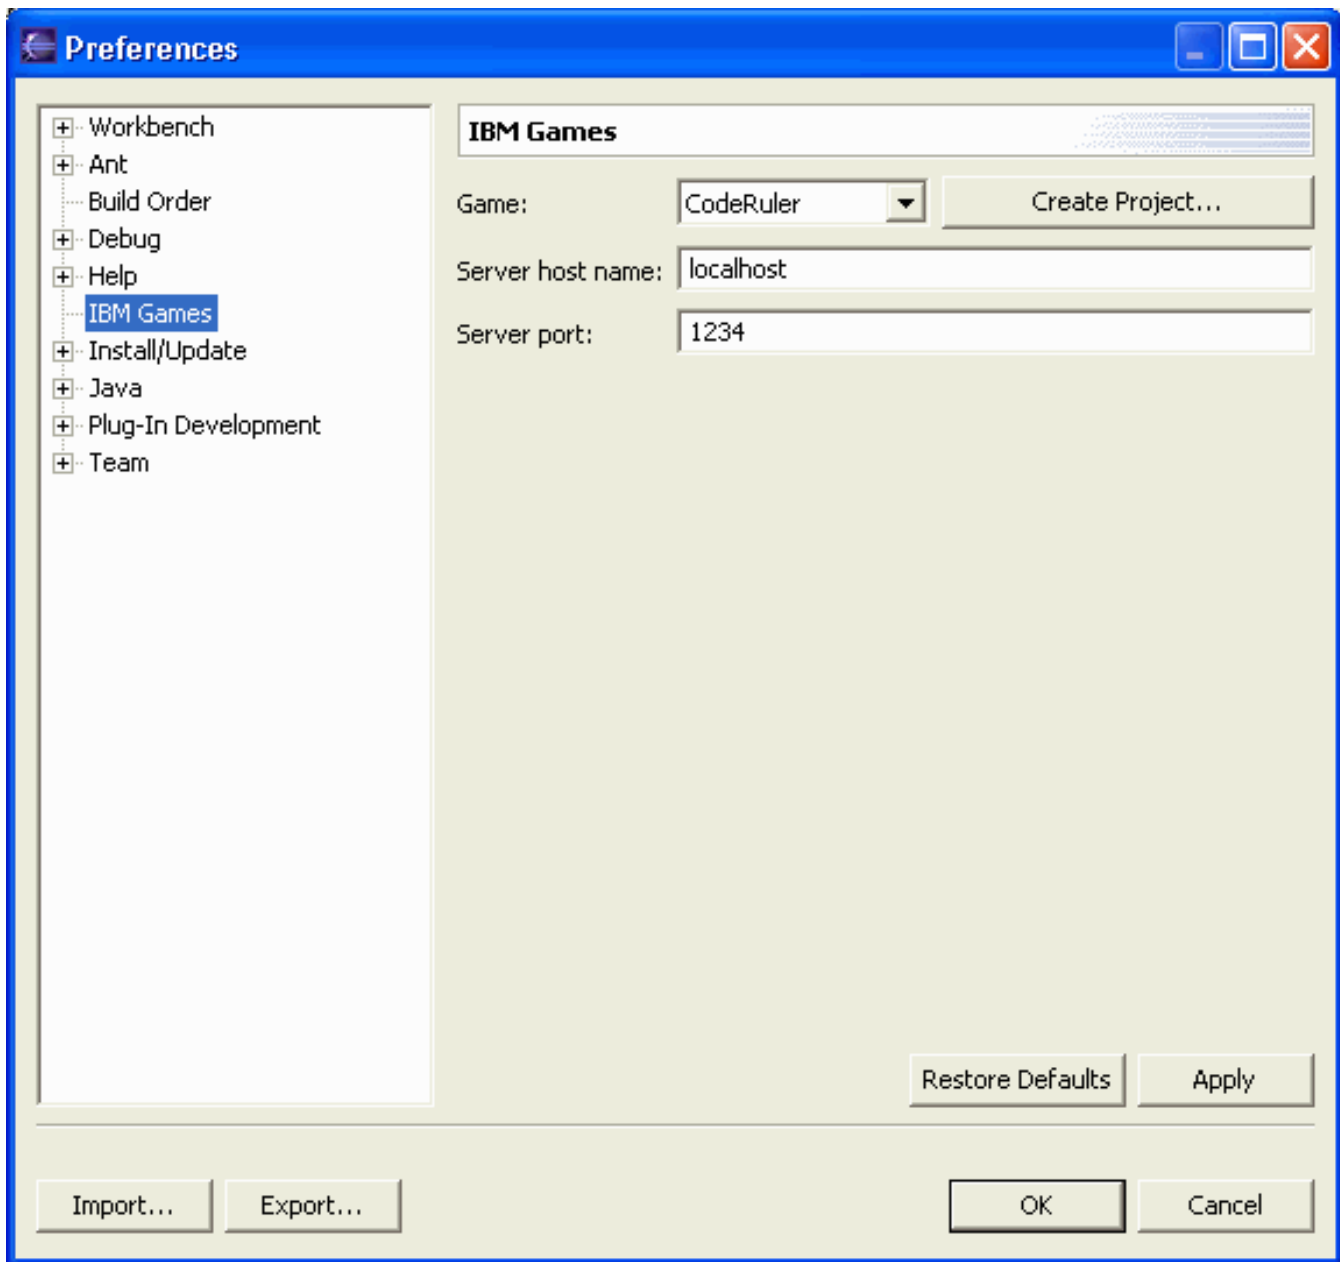 Preferences
Workbench
Ant
Build Order
Debug
Help
IBM Games
Install/Update
Java
Plug-In Development
Team
IBM Games
Game: CodeRuler Create Project...
Server host name: localhost
Server port: 1234
Restore Defaults Apply
Import... Export... OK Cancel